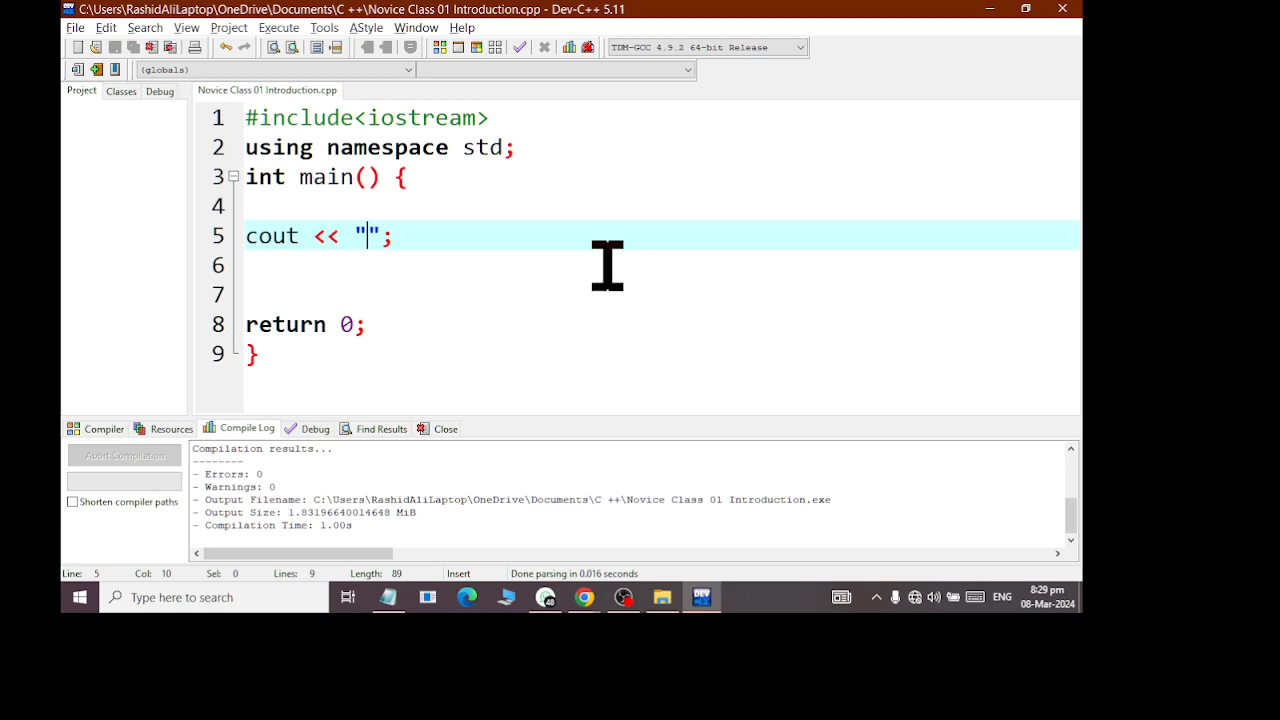 C:\Users\RashidAliLaptop\OneDrive\Documents\C ++\Novice Class 01 Introduction.cpp - Dev-C++ 5.11
File Edit Search View Project Execute Tools AStyle Window Help
TDM-GCC 4.9.2 64-bit Release
(globals)
Project Classes Debug
Novice Class 01 Introduction.cpp
1 #include<iostream>
2 using namespace std;
3 int main() {
4
5 cout << "";
6
7
8 return 0;
9 }
Compiler Resources Compile Log Debug Find Results Close
Abort Compilation
Shorten compiler paths
Compilation results...
--------
- Errors: 0
- Warnings: 0
- Output Filename: C:\Users\RashidAliLaptop\OneDrive\Documents\C ++\Novice Class 01 Introduction.exe
- Output Size: 1.83196640014648 MiB
- Compilation Time: 1.00s
Line: 5 Col: 10 Sel: 0 Lines: 9 Length: 89 Insert Done parsing in 0.016 seconds
Type here to search
48
DEV
ENG
8:29 pm
08-Mar-2024